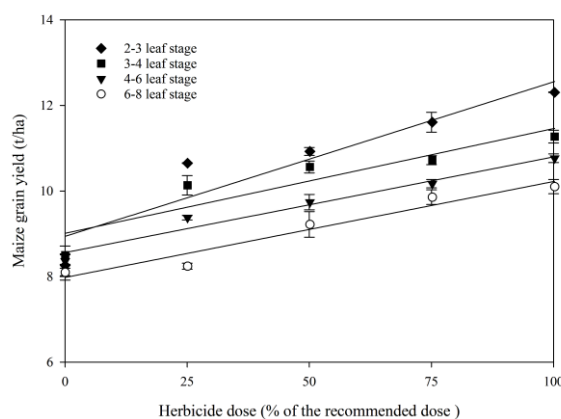 14
12
10
8
6
Maize grain yield (t/ha)
2-3 leaf stage
3-4 leaf stage
4-6 leaf stage
6-8 leaf stage
0 25 50 75 100
Herbicide dose (% of the recommended dose )